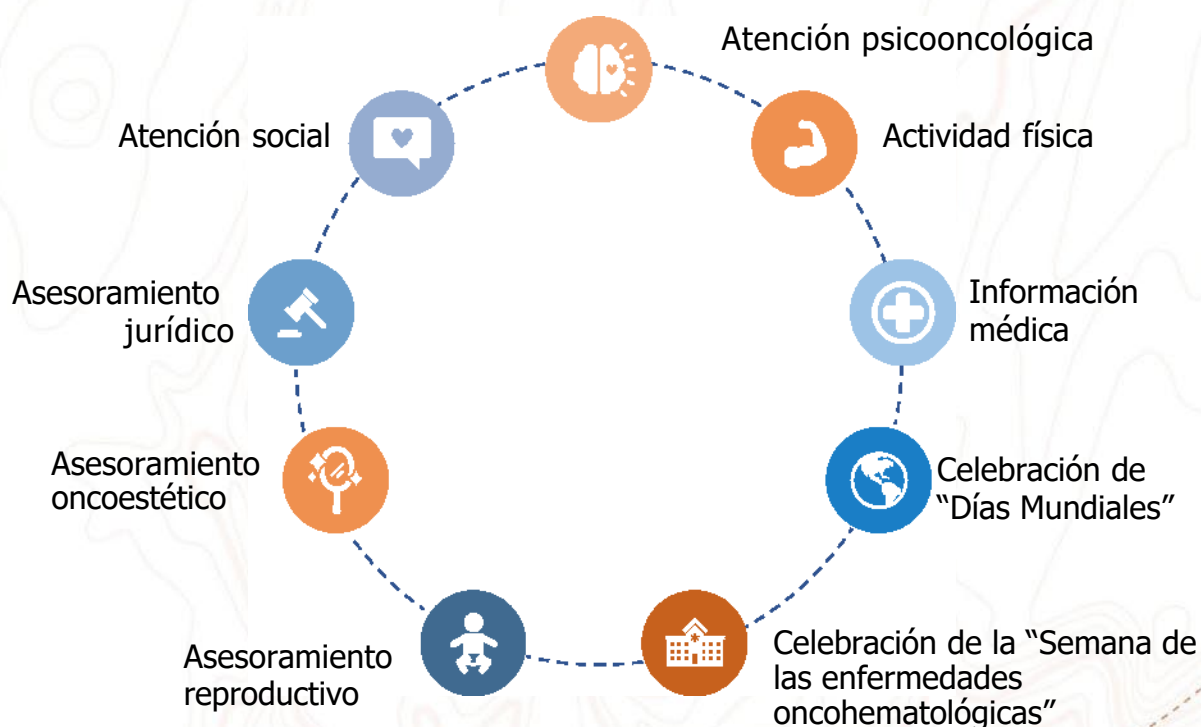 Atención psicooncológica
Actividad física
Información
médica
Celebración de
“Días Mundiales”
Celebración de la “Semana de
las enfermedades
oncohematológicas”
Asesoramiento
reproductivo
Asesoramiento
oncoestético
Asesoramiento
jurídico
Atención social